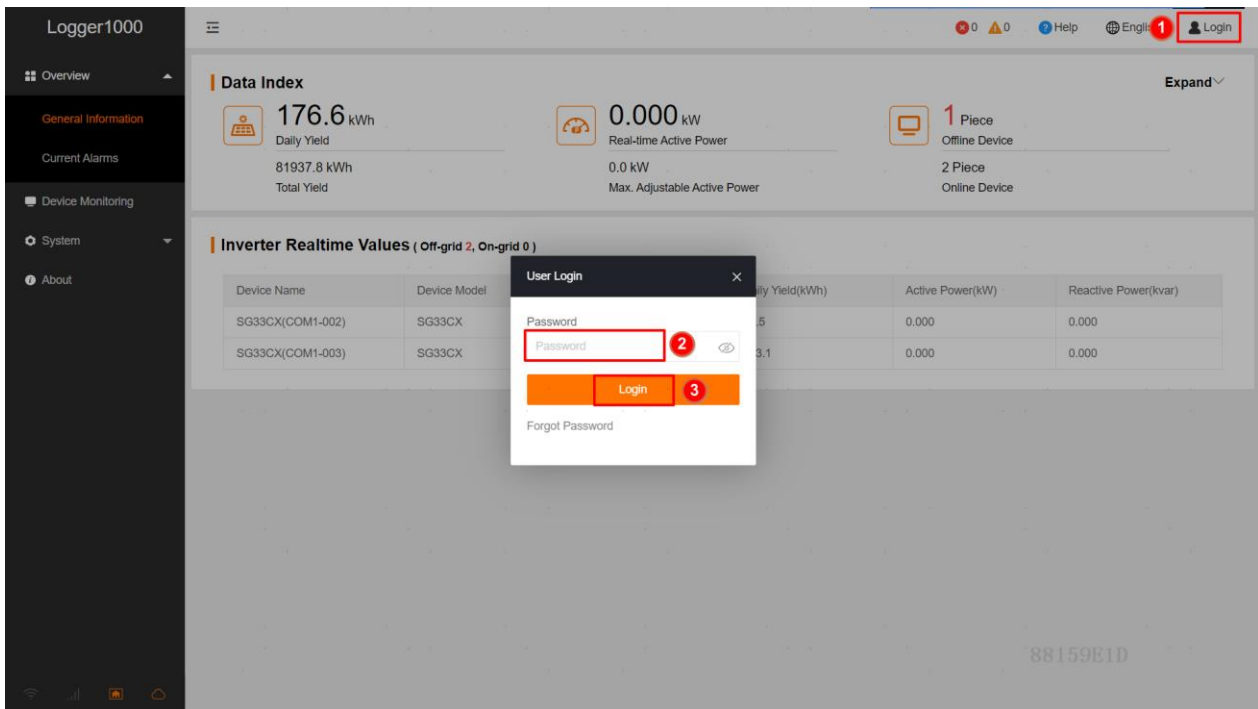 Logger1000
0 0 Help Engli 1 Login
Overview
General Information
Current Alarms
Device Monitoring
System
About
Data Index Expand
176.6 kWh 0.000 kW 1 Piece
Daily Yield Real-time Active Power Offline Device
81937.8 kWh 0.0 kW 2 Piece
Total Yield Max. Adjustable Active Power Online Device
Inverter Realtime Values ( Off-grid 2, On-grid 0 )
Device Name Device Model ily Yield(kWh) Active Power(kW) Reactive Power(kvar)
SG33CX(COM1-002) SG33CX .5 0.000 0.000
SG33CX(COM1-003) SG33CX 3.1 0.000 0.000
User Login
Password
Password 2
Login 3
Forgot Password
88159E1D